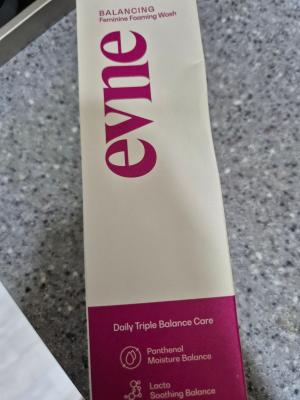 BALANCING
Feminine Foaming Wash
evne
Daily Triple Balance Care
Panthenol
Moisture Balance
Lacto
Soothing Balance